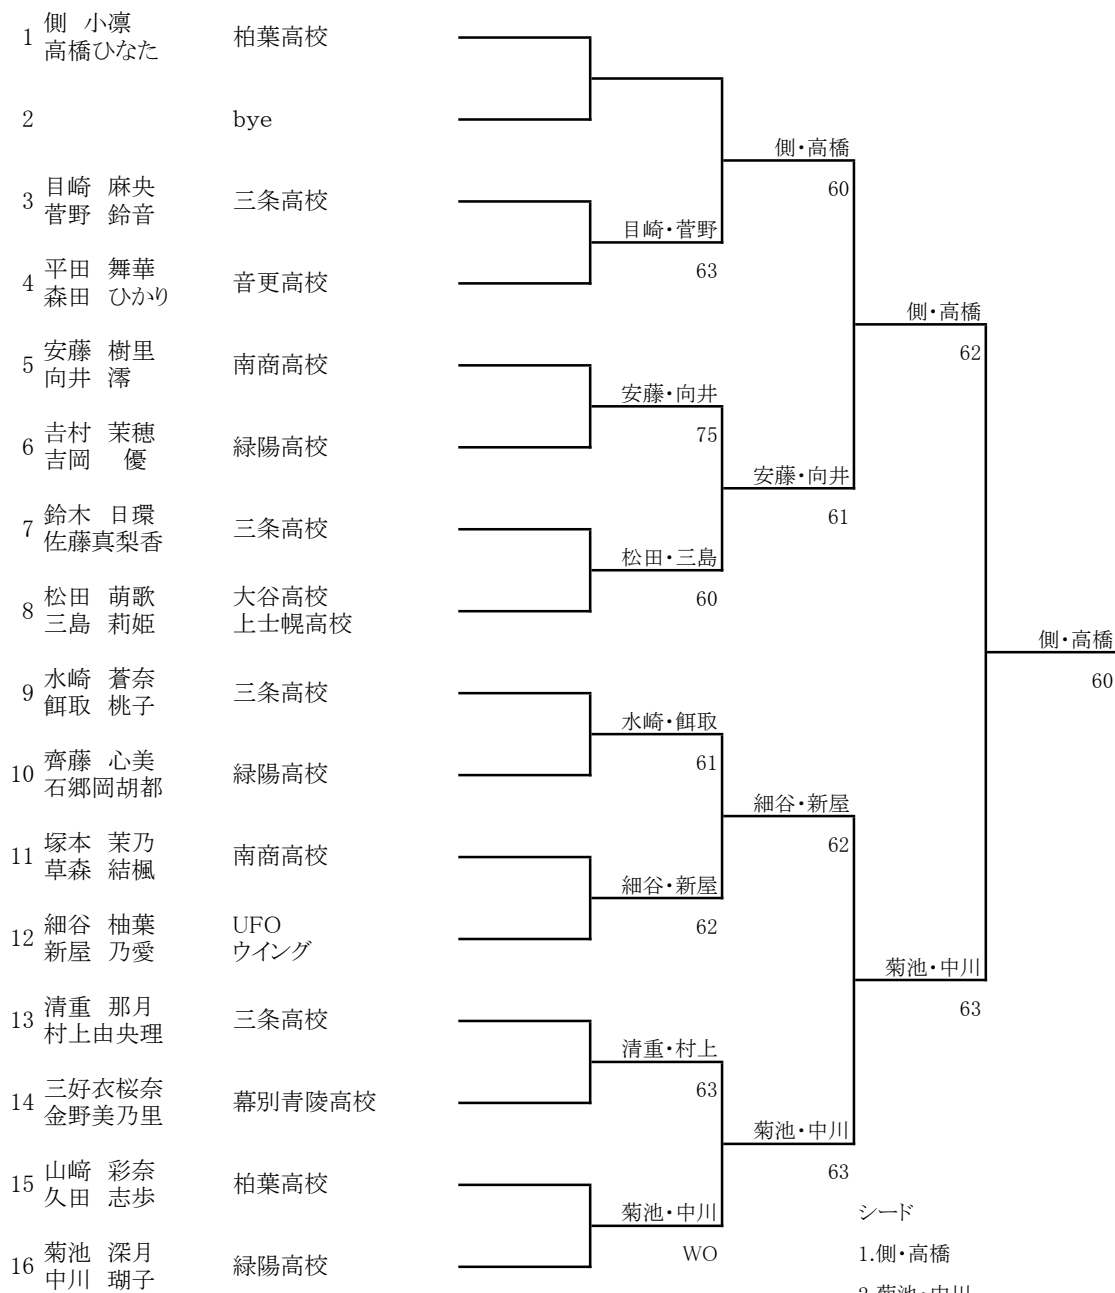 1 側 小凛
高橋ひなた
柏葉高校
2 bye
3 目崎 麻央
菅野 鈴音
三条高校
4 平田 舞華
森田 ひかり
音更高校
5 安藤 樹里
向井 澪
南商高校
6 𠮷村 茉穂
吉岡 優
緑陽高校
7 鈴木 日環
佐藤真梨香
三条高校
8 松田 萌歌
三島 莉姫
大谷高校
上士幌高校
9 水崎 蒼奈
餌取 桃子
三条高校
10 齊藤 心美
石郷岡胡都
緑陽高校
11 塚本 茉乃
草森 結楓
南商高校
12 細谷 柚葉
新屋 乃愛
UFO
ウイング
13 清重 那月
村上由央理
三条高校
14 三好衣桜奈
金野美乃里
幕別青陵高校
15 山﨑 彩奈
久田 志歩
柏葉高校
16 菊池 深月
中川 瑚子
緑陽高校
目崎・菅野
63
安藤・向井
75
松田・三島
60
水崎・餌取
61
細谷・新屋
62
清重・村上
63
菊池・中川
WO
側・高橋
60
安藤・向井
61
細谷・新屋
62
菊池・中川
63
側・高橋
62
菊池・中川
63
側・高橋
60
シード
1.側・高橋
2.菊池・中川